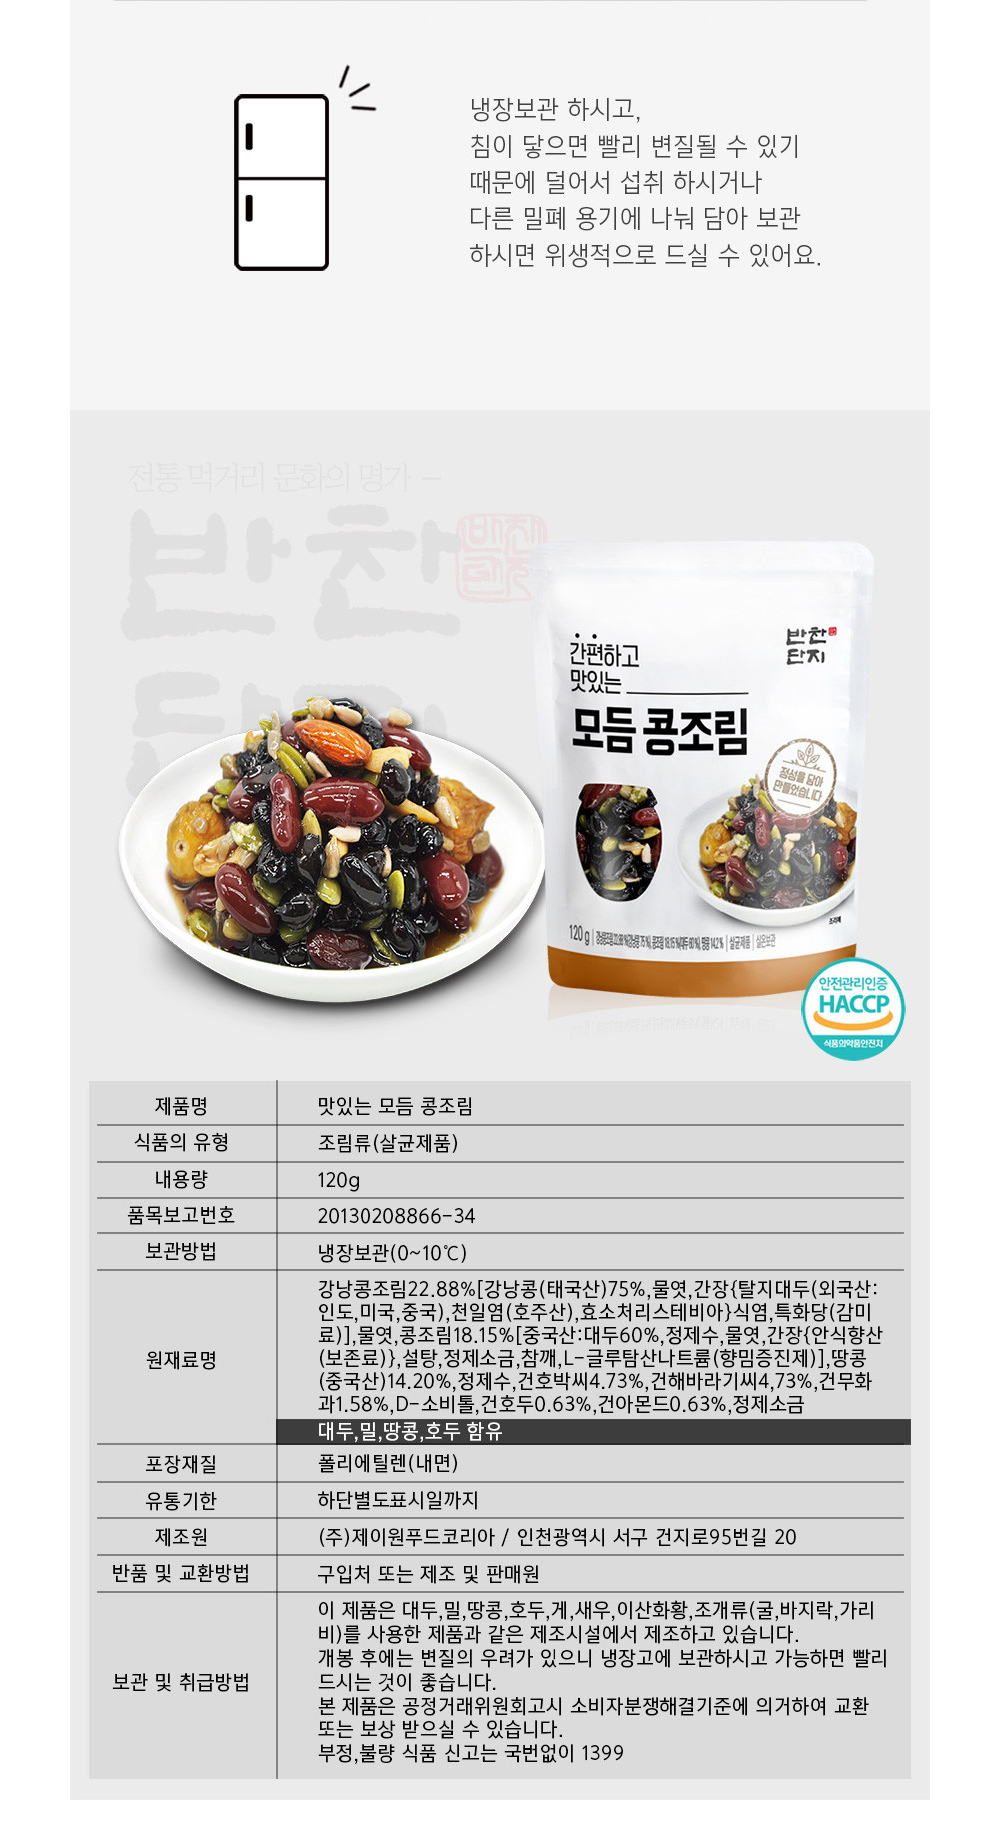 냉장보관 하시고,
침이 닿으면 빨리 변질될 수 있기
때문에 덜어서 섭취 하시거나
다른 밀폐 용기에 나눠 담아 보관
하시면 위생적으로 드실 수 있어요.
전통 먹거리 문화의 명가
반찬
단지
간편하고
맛있는
반찬
단지
모듬 콩조림
정성을 담아
만들었습니다
조리예
120g
살균제품
실온보관
안전관리인증
HACCP
식품의약품안전처
제품명 맛있는 모듬 콩조림
식품의 유형 조림류(살균제품)
내용량 120g
품목보고번호 20130208866-34
보관방법 냉장보관(0~10℃)
원재료명
강낭콩조림22.88%[강낭콩(태국산)75%,물엿,간장{탈지대두(외국산:
인도,미국,중국),천일염(호주산),효소처리스테비아}식염,특화당(감미
료)],물엿,콩조림18.15%[중국산:대두60%,정제수,물엿,간장{안식향산
(보존료)},설탕,정제소금,참깨,L-글루탐산나트륨(향밈증진제)],땅콩
(중국산)14.20%,정제수,건호박씨4.73%,건해바라기씨4,73%,건무화
과1.58%,D-소비톨,건호두0.63%,건아몬드0.63%,정제소금
대두,밀,땅콩,호두 함유
포장재질 폴리에틸렌(내면)
유통기한 하단별도표시일까지
제조원 (주)제이원푸드코리아 / 인천광역시 서구 건지로95번길 20
반품 및 교환방법 구입처 또는 제조 및 판매원
보관 및 취급방법
이 제품은 대두,밀,땅콩,호두,게,새우,이산화황,조개류(굴,바지락,가리
비)를 사용한 제품과 같은 제조시설에서 제조하고 있습니다.
개봉 후에는 변질의 우려가 있으니 냉장고에 보관하시고 가능하면 빨리
드시는 것이 좋습니다.
본 제품은 공정거래위원회고시 소비자분쟁해결기준에 의거하여 교환
또는 보상 받으실 수 있습니다.
부정,불량 식품 신고는 국번없이 1399